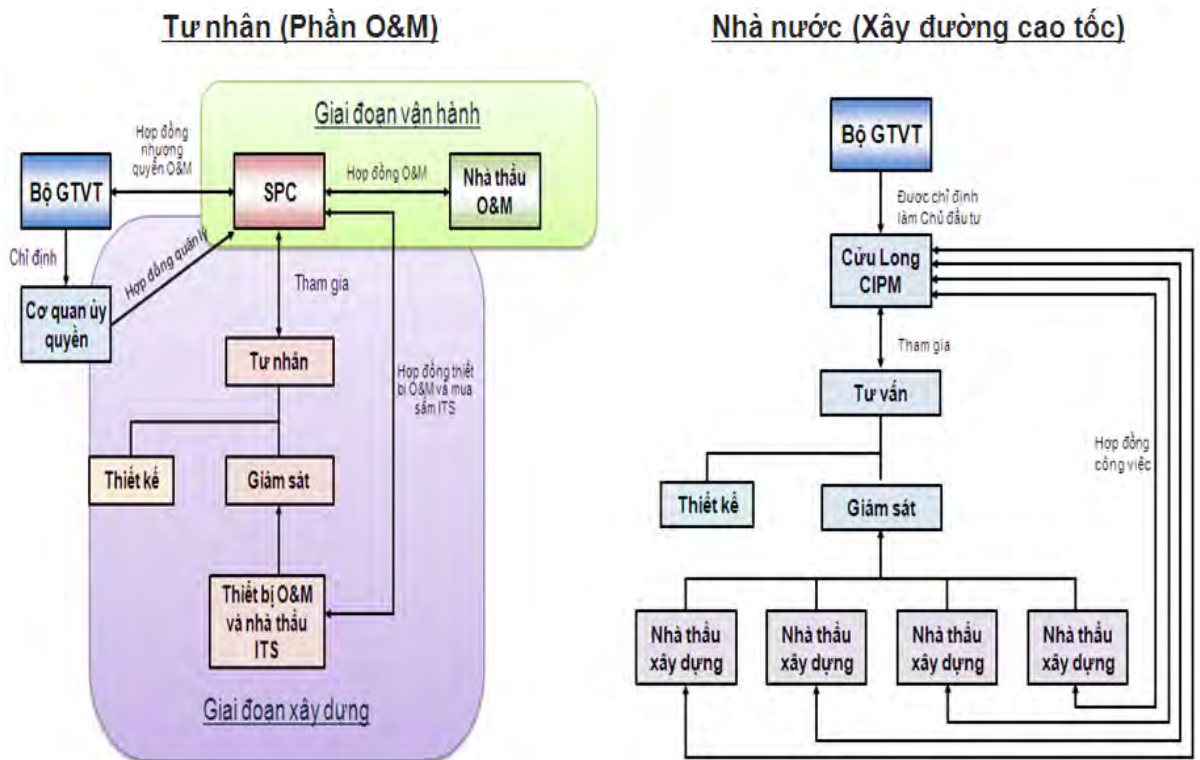 Tư nhân (Phần O&M)
Giai đoạn vận hành
Hợp đồng
nhượng
quyền O&M
Bộ GTVT
SPC
Hợp đồng O&M
Nhà thầu
O&M
Chỉ định
Hợp đồng quản lý
Cơ quan ủy
quyền
Tham gia
Tư nhân
Hợp đồng thiết
bị O&M và mua
sắm ITS
Thiết kế
Giám sát
Thiết bị O&M
và nhà thầu
ITS
Giai đoạn xây dựng
Nhà nước (Xây đường cao tốc)
Bộ GTVT
Được chỉ định
làm Chủ đầu tư
Cửu Long
CIPM
Tham gia
Tư vấn
Hợp đồng
công việc
Thiết kế
Giám sát
Nhà thầu
xây dựng
Nhà thầu
xây dựng
Nhà thầu
xây dựng
Nhà thầu
xây dựng